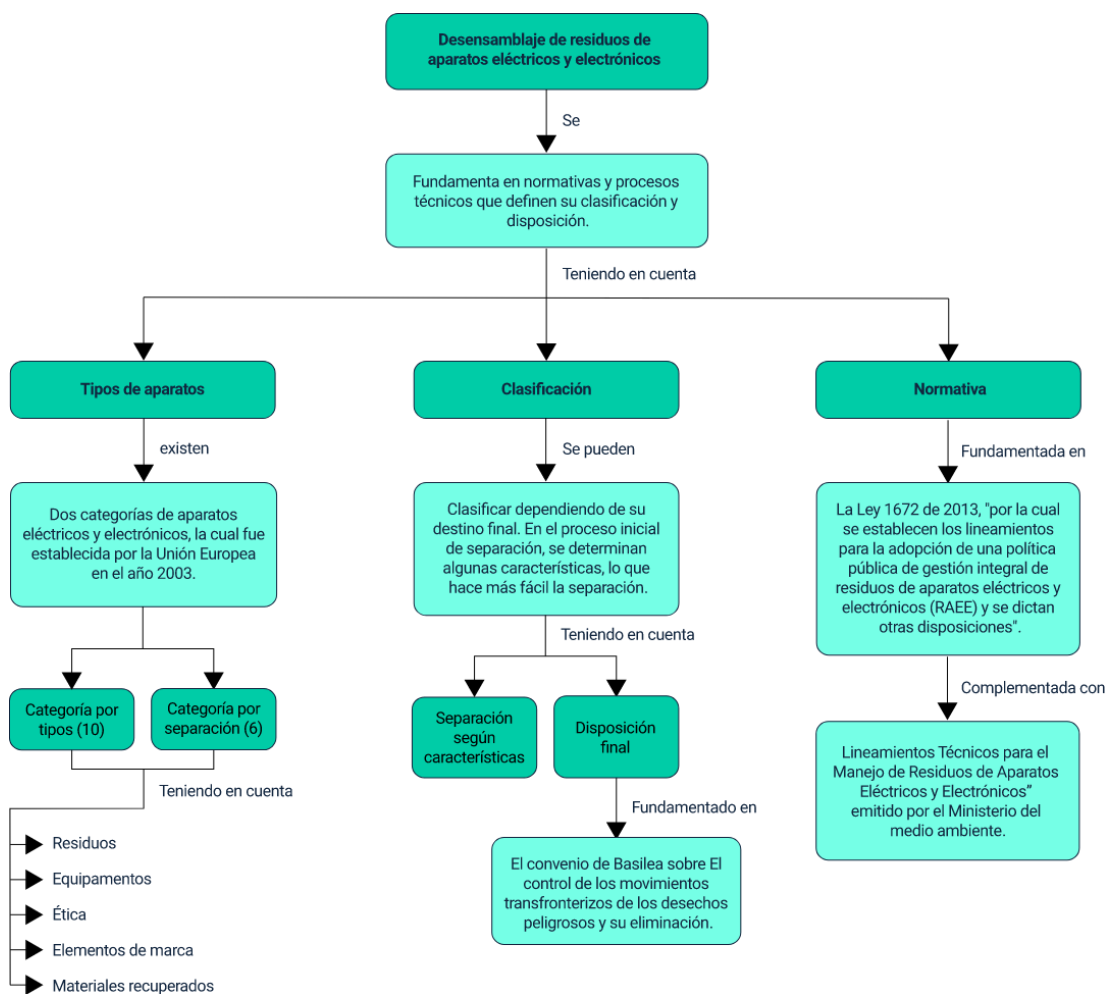 Desensamblaje de residuos de
aparatos eléctricos y electrónicos
Se
Fundamenta en normativas y procesos
técnicos que definen su clasificación y
disposición.
Teniendo en cuenta
Tipos de aparatos
existen
Dos categorías de aparatos
eléctricos y electrónicos, la cual fue
establecida por la Unión Europea
en el año 2003.
Categoría por
tipos (10)
Categoría por
separación (6)
Teniendo en cuenta
Residuos
Equipamentos
Ética
Elementos de marca
Materiales recuperados
Clasificación
Se pueden
Clasificar dependiendo de su
destino final. En el proceso inicial
de separación, se determinan
algunas características, lo que
hace más fácil la separación.
Teniendo en cuenta
Separación
según
características
Disposición
final
Fundamentado en
El convenio de Basilea sobre El
control de los movimientos
transfronterizos de los desechos
peligrosos y su eliminación.
Normativa
Fundamentada en
La Ley 1672 de 2013, "por la cual
se establecen los lineamientos
para la adopción de una política
pública de gestión integral de
residuos de aparatos eléctricos y
electrónicos (RAEE) y se dictan
otras disposiciones".
Complementada con
Lineamientos Técnicos para el
Manejo de Residuos de Aparatos
Eléctricos y Electrónicos”
emitido por el Ministerio del
medio ambiente.